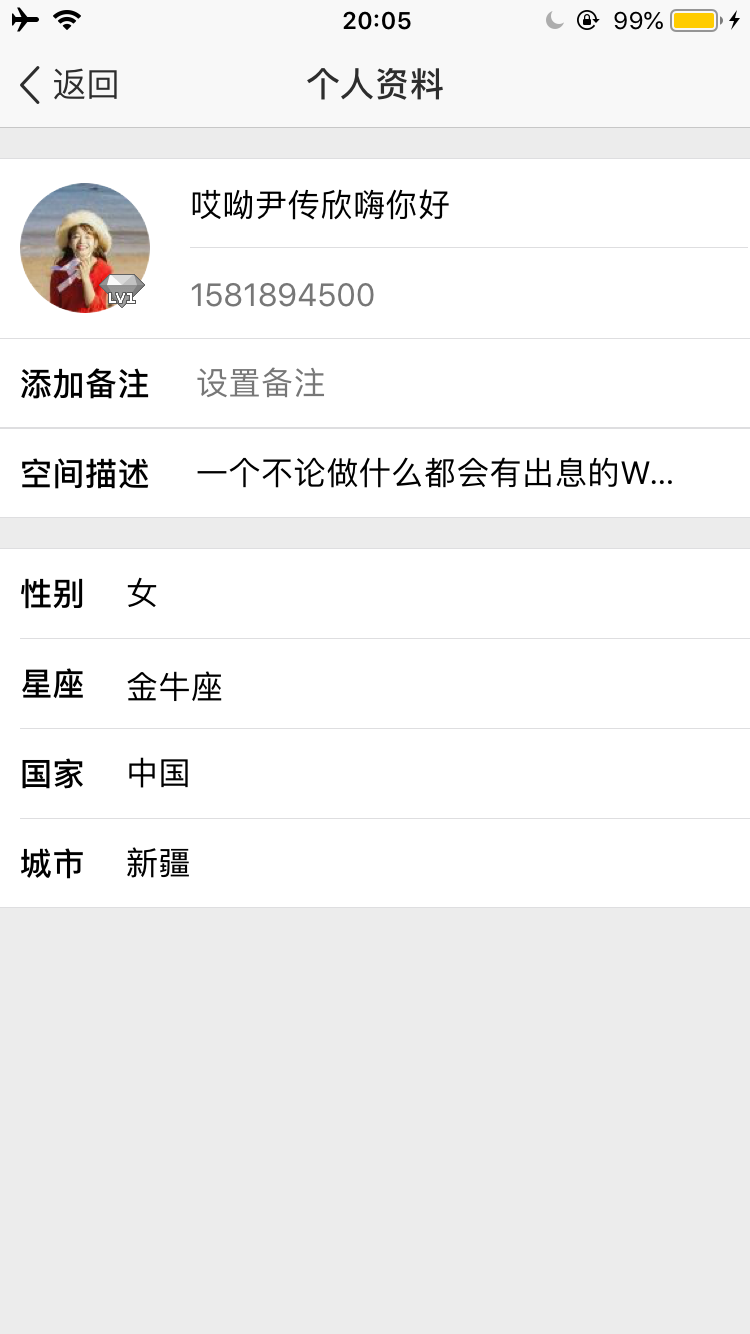 20:05
99%
返回
个人资料
哎呦尹传欣嗨你好
LV1
1581894500
添加备注 设置备注
空间描述 一个不论做什么都会有出息的W...
性别 女
星座 金牛座
国家 中国
城市 新疆